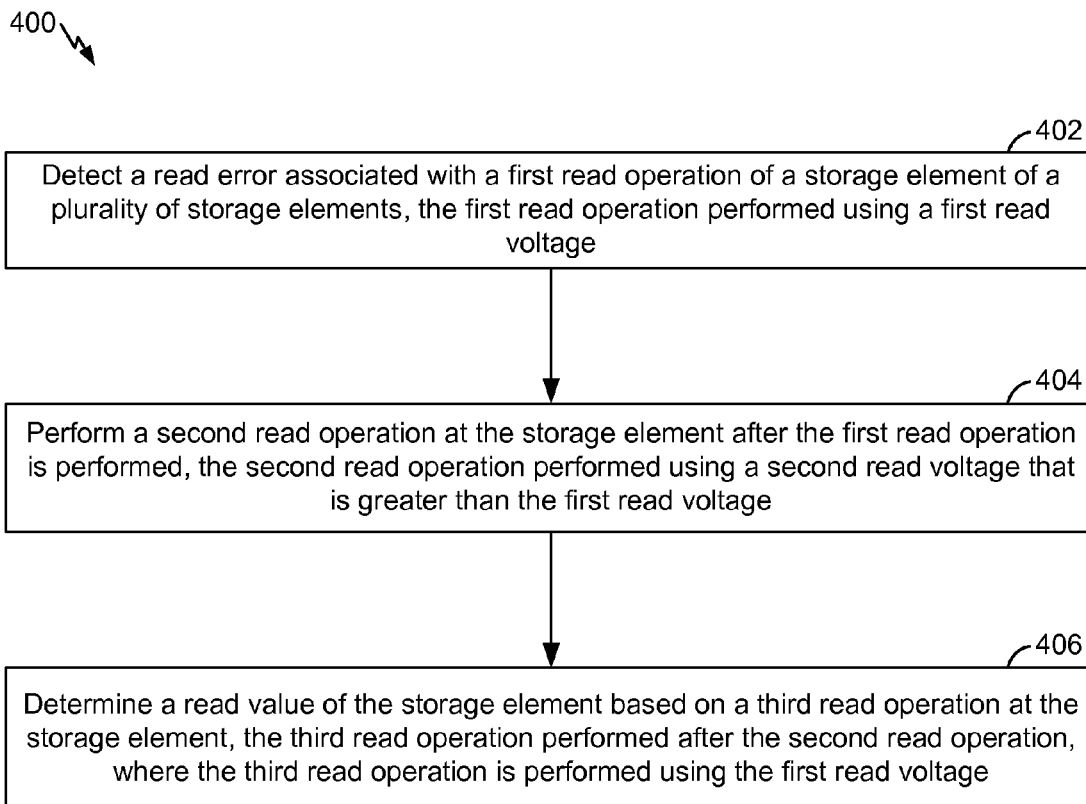 400
402
Detect a read error associated with a first read operation of a storage element of a
plurality of storage elements, the first read operation performed using a first read
voltage
404
Perform a second read operation at the storage element after the first read operation
is performed, the second read operation performed using a second read voltage that
is greater than the first read voltage
406
Determine a read value of the storage element based on a third read operation at the
storage element, the third read operation performed after the second read operation,
where the third read operation is performed using the first read voltage